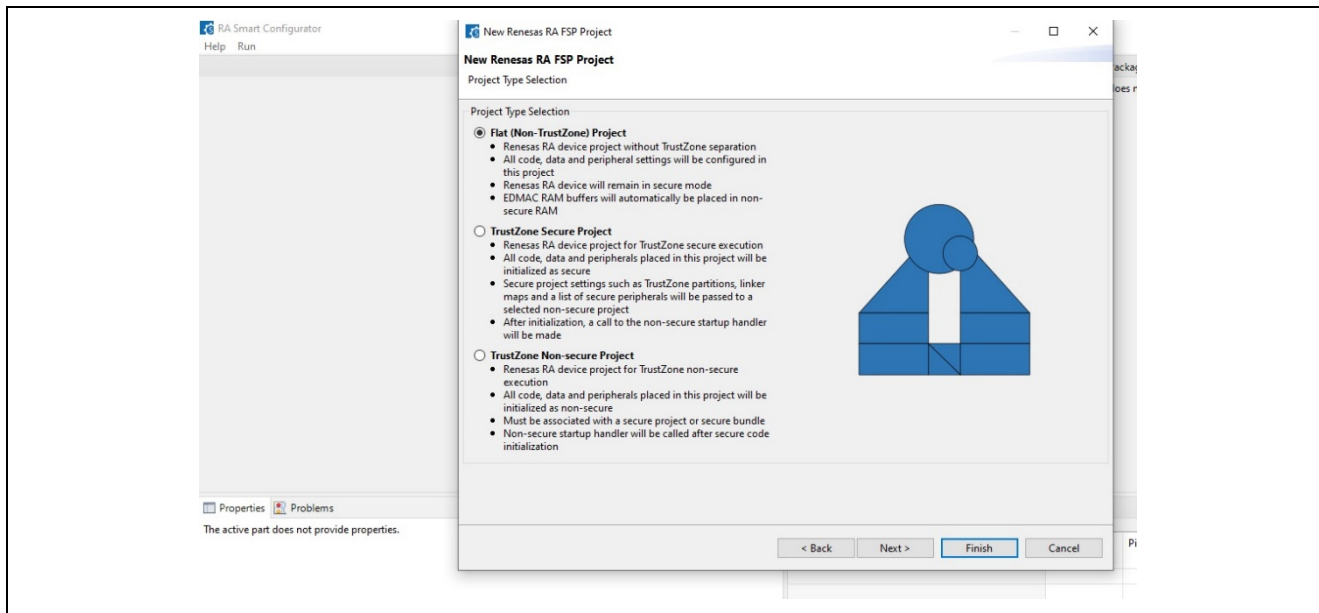 RA Smart Configurator
Help Run
New Renesas RA FSP Project
New Renesas RA FSP Project
Project Type Selection
Project Type Selection
Flat (Non-TrustZone) Project
• Renesas RA device project without TrustZone separation
• All code, data and peripheral settings will be configured in
this project
• Renesas RA device will remain in secure mode
• EDMAC RAM buffers will automatically be placed in non-
secure RAM
TrustZone Secure Project
• Renesas RA device project for TrustZone secure execution
• All code, data and peripherals placed in this project will be
initialized as secure
• Secure project settings such as TrustZone partitions, linker
maps and a list of secure peripherals will be passed to a
selected non-secure project
• After initialization, a call to the non-secure startup handler
will be made
TrustZone Non-secure Project
• Renesas RA device project for TrustZone non-secure
execution
• All code, data and peripherals placed in this project will be
initialized as non-secure
• Must be associated with a secure project or secure bundle
• Non-secure startup handler will be called after secure code
initialization
Properties Problems
The active part does not provide properties.
< Back Next > Finish Cancel